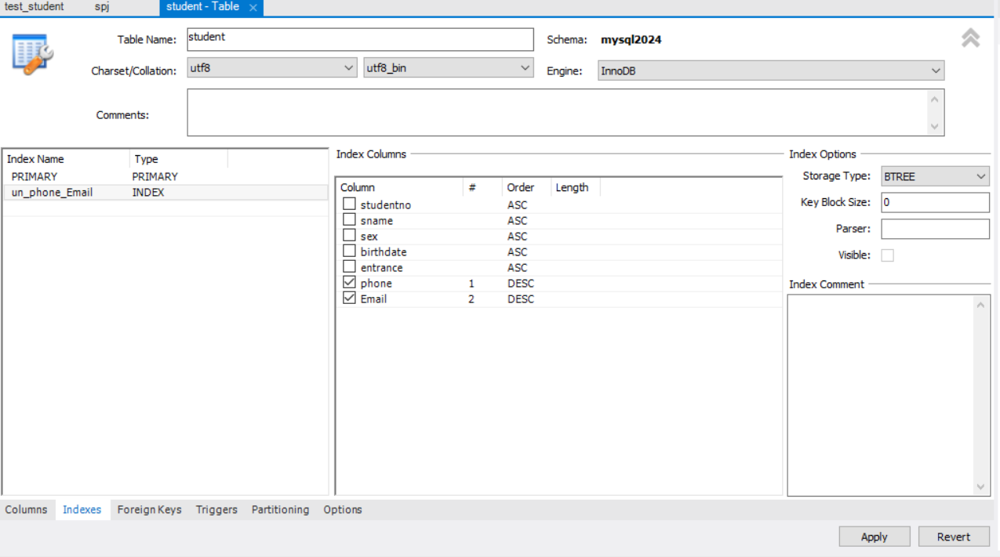 test_student spj student - Table ×
Table Name: student Schema: mysql2024
Charset/Collation: utf8 utf8_bin Engine: InnoDB
Comments:
Index Name Type
PRIMARY PRIMARY
un_phone_Email INDEX
Index Columns
Column # Order Length
studentno ASC
sname ASC
sex ASC
birthdate ASC
entrance ASC
phone 1 DESC
Email 2 DESC
Index Options
Storage Type: BTREE
Key Block Size: 0
Parser:
Visible:
Index Comment
Columns Indexes Foreign Keys Triggers Partitioning Options
Apply Revert